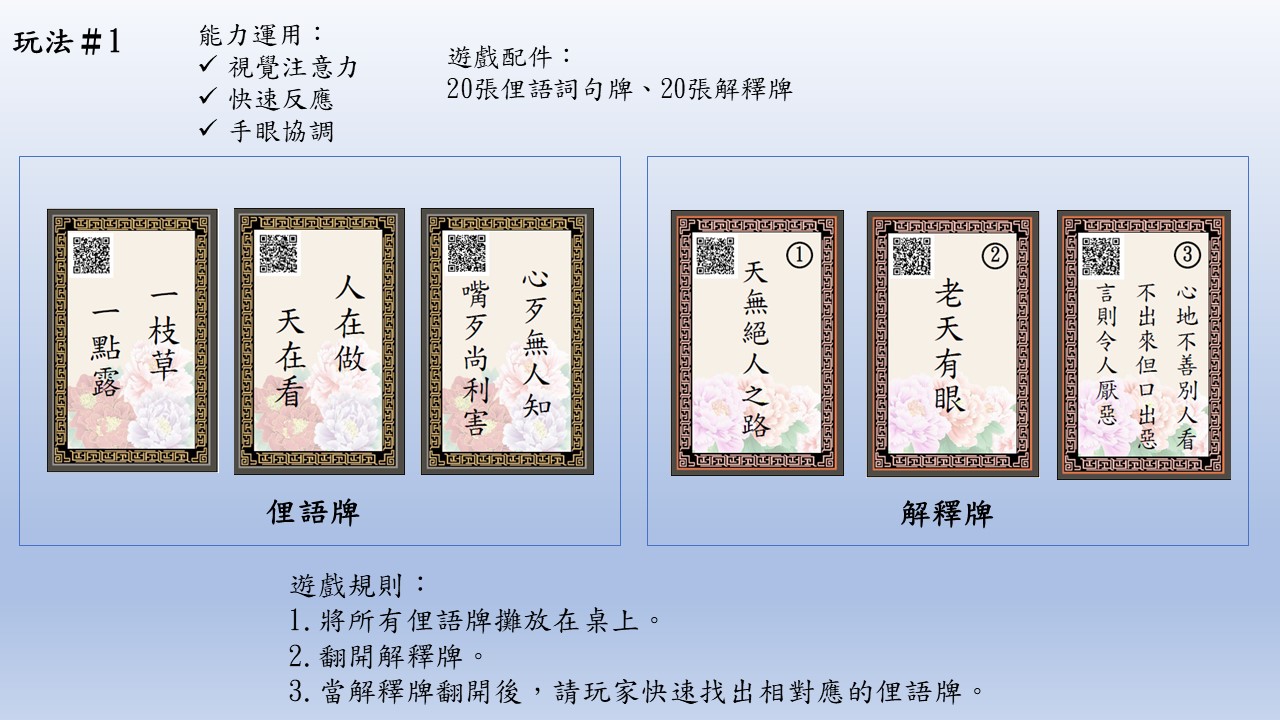 玩法#1
能力運用：
✓ 視覺注意力
✓ 快速反應
✓ 手眼協調
遊戲配件：
20張俚語詞句牌、20張解釋牌
一枝草
一點露
人在做
天在看
心歹無人知
嘴歹尚利害
俚語牌
①
天無絕人之路
②
老天有眼
③
心地不善別人看
不出來但口出惡
言則令人厭惡
解釋牌
遊戲規則：
1.將所有俚語牌攤放在桌上。
2.翻開解釋牌。
3.當解釋牌翻開後，請玩家快速找出相對應的俚語牌。